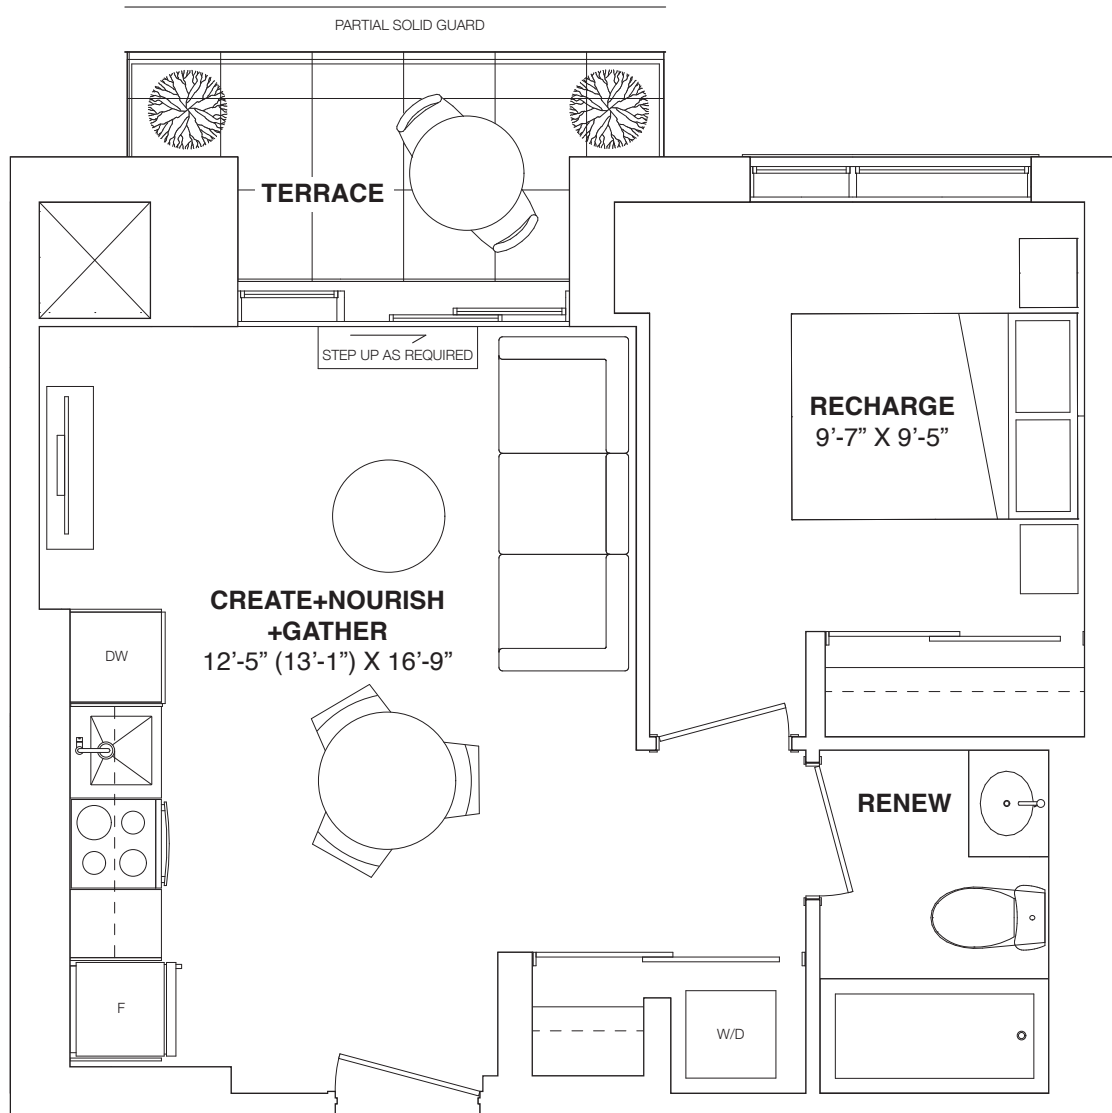 PARTIAL SOLID GUARD
TERRACE
STEP UP AS REQUIRED
RECHARGE
9’-7” X 9’-5”
CREATE+NOURISH
+GATHER
12’-5” (13’-1”) X 16’-9”
DW
RENEW
F
W/D